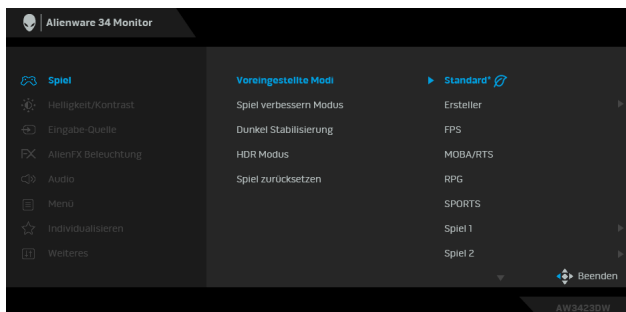 Alienware 34 Monitor
Spiel
Voreingestellte Modi
Standard*
Helligkeit/Kontrast
Spiel verbessern Modus
Ersteller
Eingabe-Quelle
Dunkel Stabilisierung
FPS
FX AlienFX Beleuchtung
HDR Modus
MOBA/RTS
Audio
Spiel zurücksetzen
RPG
Menü
SPORTS
Individualisieren
Spiel 1
Weiteres
Spiel 2
Beenden
AW3423DW